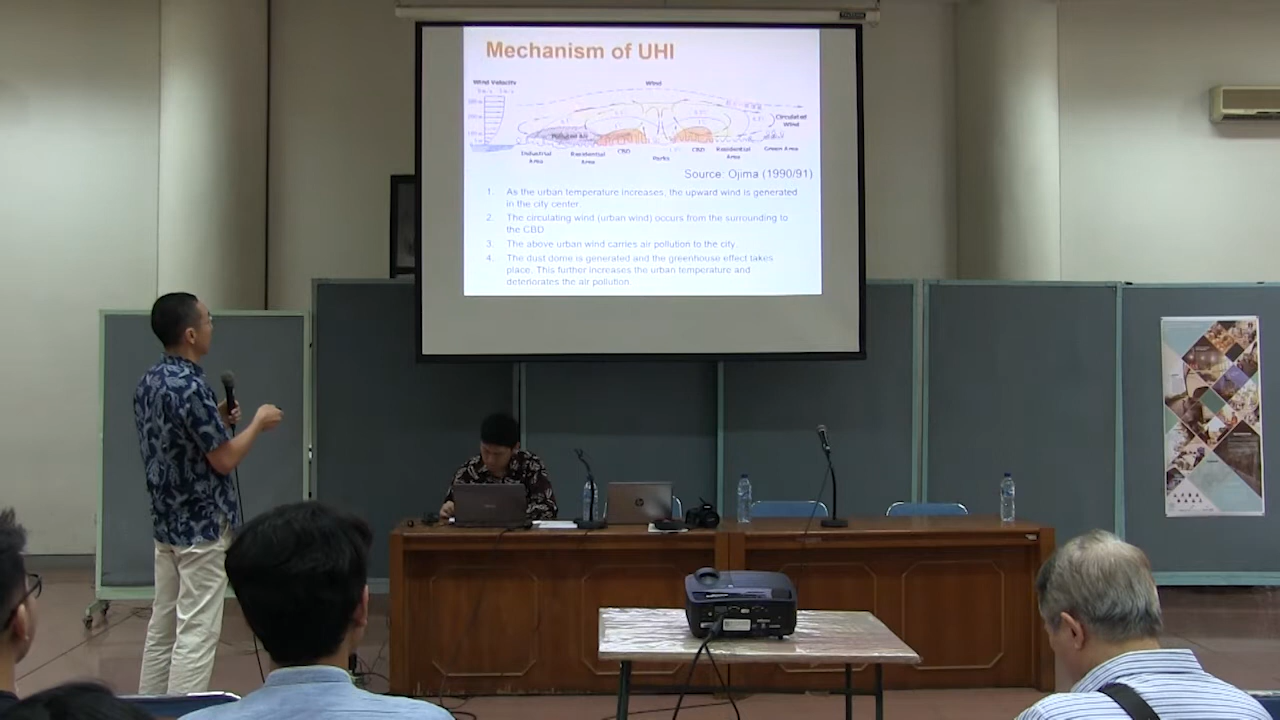 Mechanism of UHI
Wind Velocity
Wind
Polluted Air
Circulated
Wind
Industrial
Area
Residential
Area
CBD
Parks
CBD
Residential
Area
Green Area
Source: Ojima (1990/91)
1. As the urban temperature increases, the upward wind is generated
in the city center.
2. The circulating wind (urban wind) occurs from the surrounding to
the CBD
3. The above urban wind carries air pollution to the city.
4. The dust dome is generated and the greenhouse effect takes
place. This further increases the urban temperature and
deteriorates the air pollution.